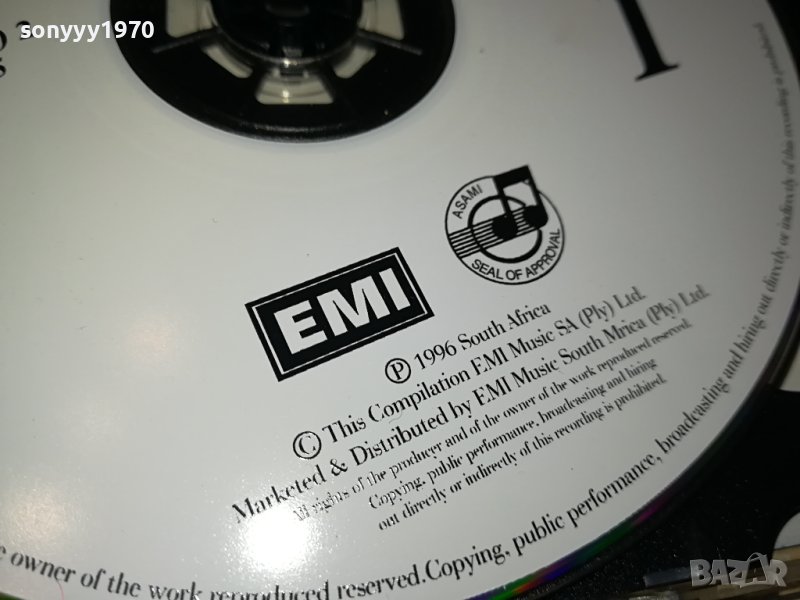 sonyyy1970
1
ASAMI
SEAL OF APPROVAL
EMI
Ⓟ 1996 South Africa
© This Compilation EMI Music SA (Pty) Ltd.
Marketed & Distributed by EMI Music South Mrica (Pty) Ltd.
All rights of the producer and of the owner of the work reproduced reserved.
Copying, public performance, broadcasting and hiring
out directly or indirectly of this recording is prohibited.
owner of the work reproduced reserved.Copying, public performance, broadcasting and hiring out directly or indirectly of this recording is prohibited
BAZAR